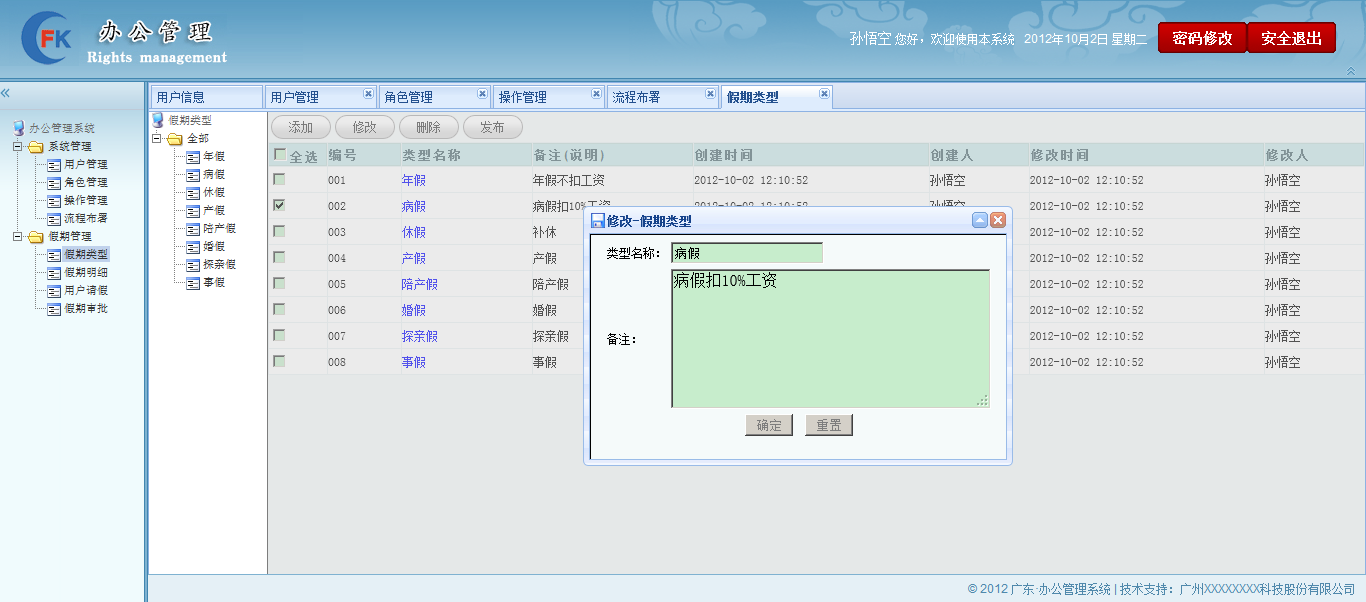 FK 办公管理
Rights management
孙悟空 您好，欢迎使用本系统 2012年10月2日 星期二 密码修改 安全退出
办公管理系统
系统管理
用户管理
角色管理
操作管理
流程布署
假期管理
假期类型
假期明细
用户请假
假期审批
用户信息 用户管理 角色管理 操作管理 流程布署 假期类型
假期类型
全部
年假
病假
休假
产假
陪产假
婚假
探亲假
事假
添加 修改 删除 发布
全选 编号 类型名称 备注(说明) 创建时间 创建人 修改时间 修改人
001 年假 年假不扣工资 2012-10-02 12:10:52 孙悟空 2012-10-02 12:10:52 孙悟空
002 病假 病假扣10%工资 2012-10-02 12:10:52 孙悟空 2012-10-02 12:10:52 孙悟空
003 休假 补休 2012-10-02 12:10:52 孙悟空
004 产假 产假 2012-10-02 12:10:52 孙悟空
005 陪产假 陪产假 2012-10-02 12:10:52 孙悟空
006 婚假 婚假 2012-10-02 12:10:52 孙悟空
007 探亲假 探亲假 2012-10-02 12:10:52 孙悟空
008 事假 事假 2012-10-02 12:10:52 孙悟空
修改-假期类型
类型名称： 病假
备注： 病假扣10%工资
确定 重置
© 2012 广东·办公管理系统 | 技术支持：广州XXXXXXXX科技股份有限公司